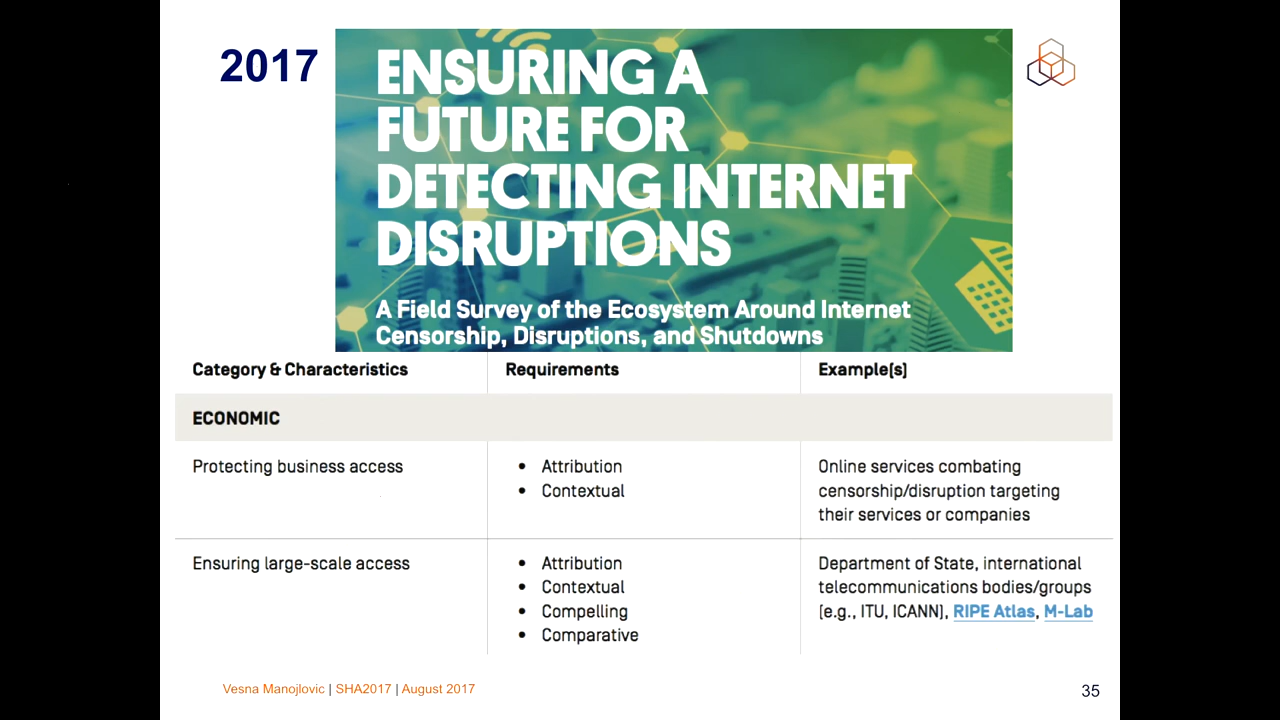 2017
ENSURING A
FUTURE FOR
DETECTING INTERNET
DISRUPTIONS
A Field Survey of the Ecosystem Around Internet
Censorship, Disruptions, and Shutdowns
Category & Characteristics Requirements Example(s)
ECONOMIC
Protecting business access • Attribution Online services combating
• Contextual censorship/disruption targeting
their services or companies
Ensuring large-scale access • Attribution Department of State, international
• Contextual telecommunications bodies/groups
• Compelling (e.g., ITU, ICANN), RIPE Atlas, M-Lab
• Comparative
Vesna Manojlovic | SHA2017 | August 2017 35